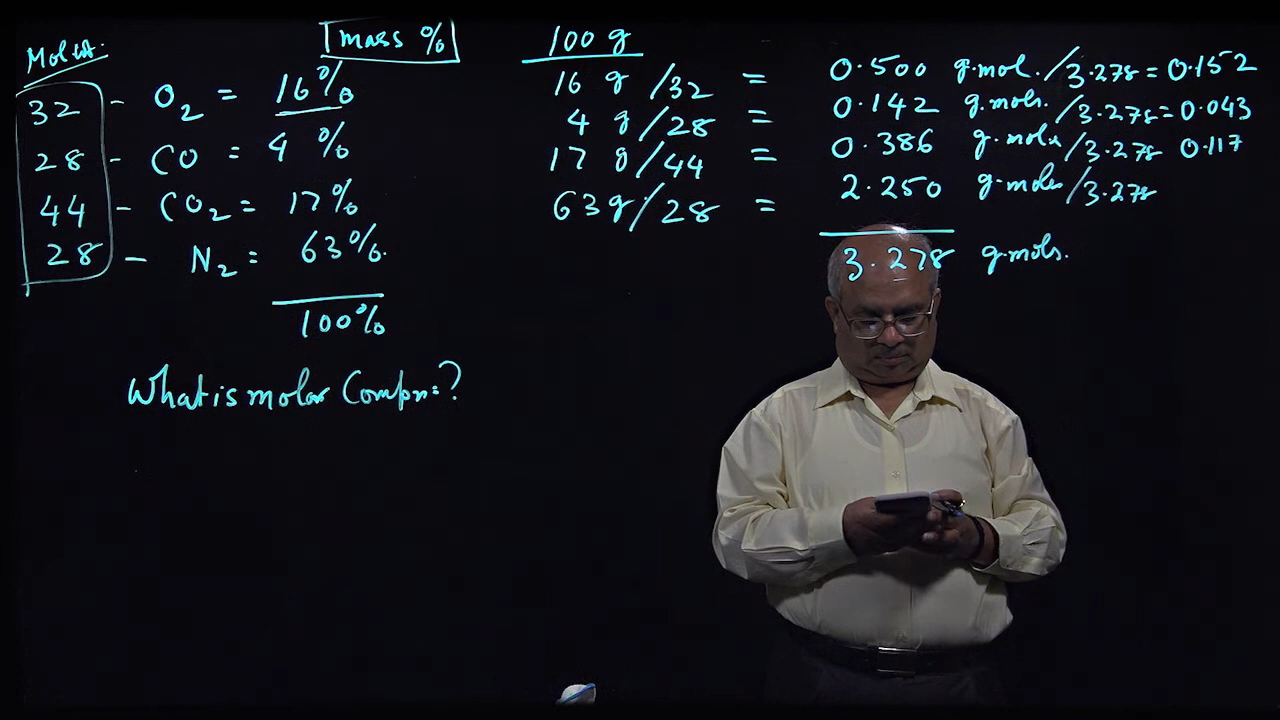 Mol wt.
mass %
32 - O2 = 16%
28 - CO = 4 %
44 - CO2 = 17%
28 - N2 = 63%.
100%
What is molar Compn:?
100 g
16 g /32 = 0.500 g.mol. /3.278 = 0.152
4 g/28 = 0.142 g.mols. /3.278 = 0.043
17 g/44 = 0.386 g.mols /3.278 0.117
63g/28 = 2.250 g-moles /3.278
3.278 g.mols.